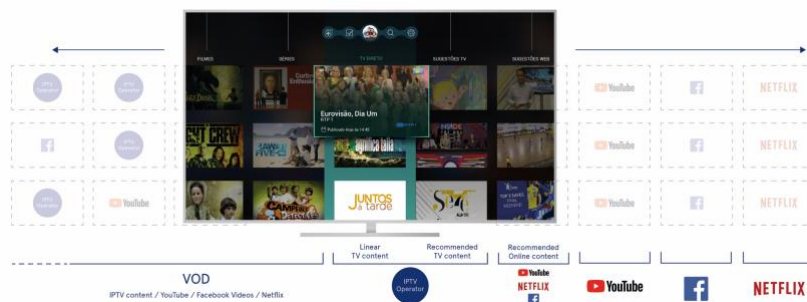 FILMES
SÉRIES
TV DIRETO
SUGESTÕES TV
SUGESTÕES WEB
IPTV Operator
IPTV Operator
YouTube
NETFLIX
Eurovisão, Dia Um
RTP 1
IPTV Operator
YouTube
NETFLIX
JUNTOS
à tarde
IPTV Operator
YouTube
YouTube
NETFLIX
Linear
TV content
Recommended
TV content
Recommended
Online content
VOD
IPTV content / YouTube / Facebook Videos / Netflix
IPTV
Operator
YouTube
NETFLIX
YouTube
NETFLIX